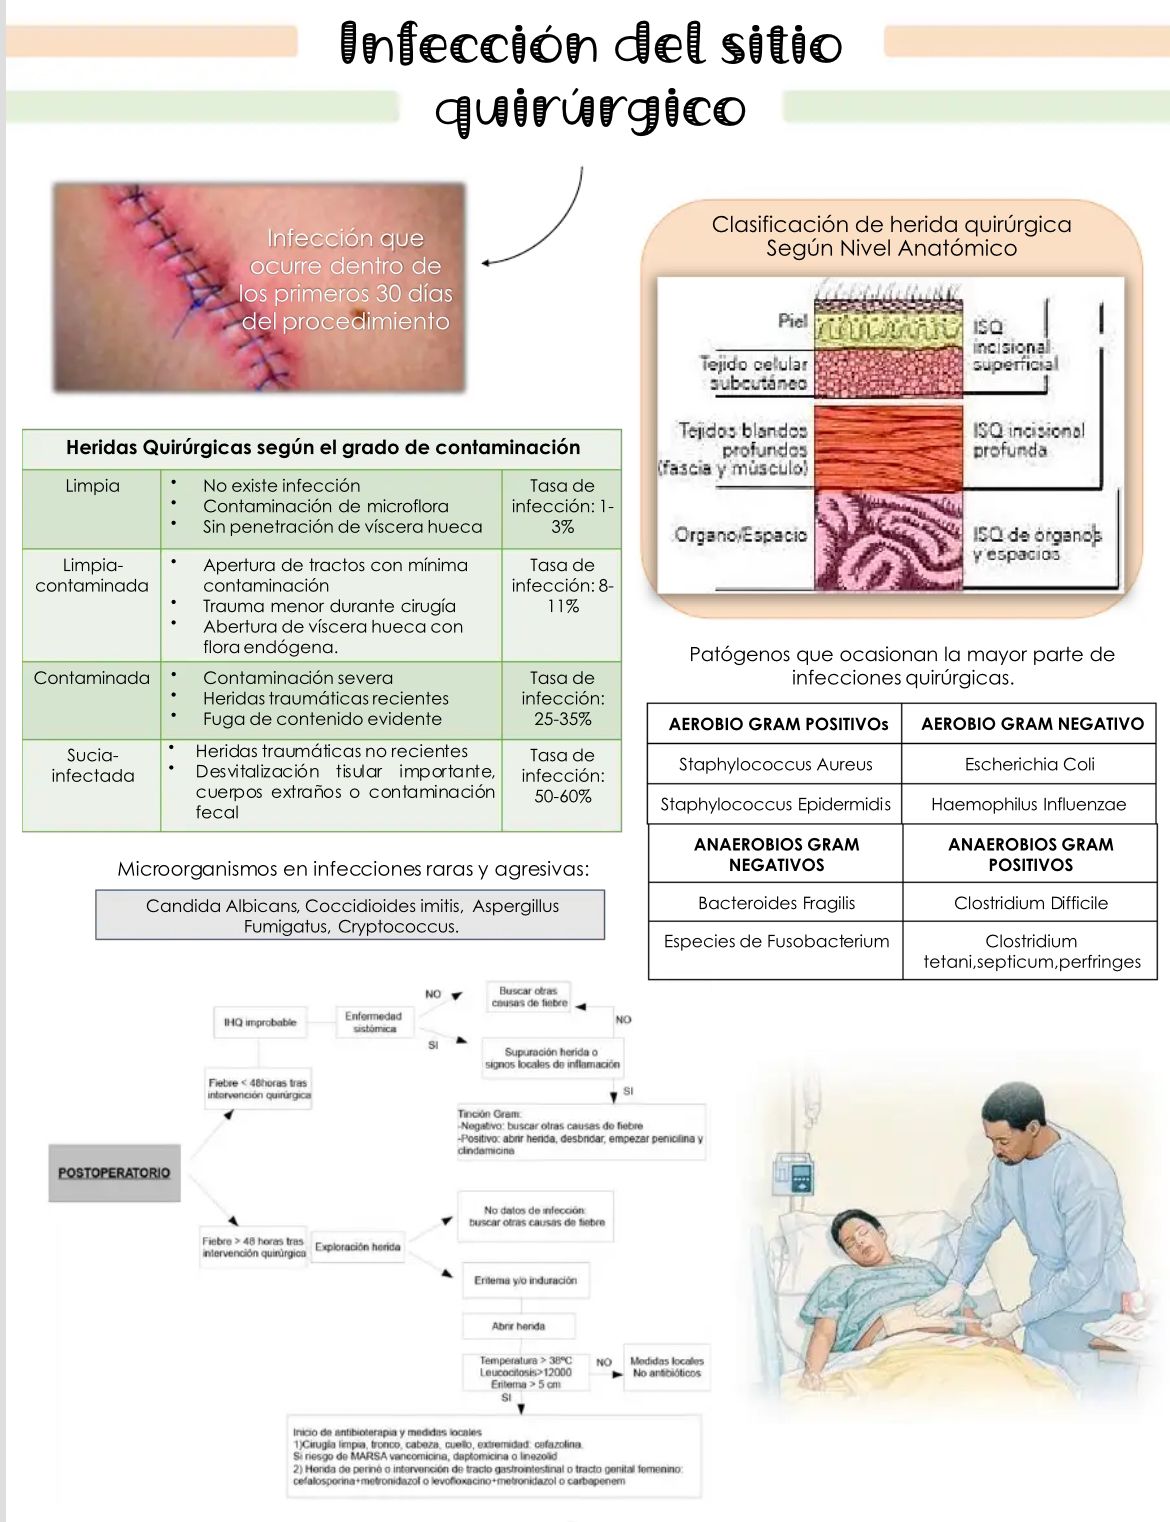 Infección del sitio
quirúrgico
Infección que
ocurre dentro de
los primeros 30 días
del procedimiento
Clasificación de herida quirúrgica
Según Nivel Anatómico
Piel
Tejido celular
subcutáneo
Tejidos blandos
profundos
(fascia y músculo)
Organo/Espacio
ISQ
incisional
superficial
ISQ incisional
profunda
ISQ de órganos
y espacios
Heridas Quirúrgicas según el grado de contaminación
Limpia
• No existe infección
• Contaminación de microflora
• Sin penetración de víscera hueca
Tasa de
infección: 1-
3%
Limpia-
contaminada
• Apertura de tractos con mínima
contaminación
• Trauma menor durante cirugía
• Abertura de víscera hueca con
flora endógena.
Tasa de
infección: 8-
11%
Contaminada
• Contaminación severa
• Heridas traumáticas recientes
• Fuga de contenido evidente
Tasa de
infección:
25-35%
Sucia-
infectada
• Heridas traumáticas no recientes
• Desvitalización tisular importante,
cuerpos extraños o contaminación
fecal
Tasa de
infección:
50-60%
Patógenos que ocasionan la mayor parte de
infecciones quirúrgicas.
AEROBIO GRAM POSITIVOs
AEROBIO GRAM NEGATIVO
Staphylococcus Aureus
Escherichia Coli
Staphylococcus Epidermidis
Haemophilus Influenzae
ANAEROBIOS GRAM
NEGATIVOS
ANAEROBIOS GRAM
POSITIVOS
Bacteroides Fragilis
Clostridium Difficile
Especies de Fusobacterium
Clostridium
tetani,septicum,perfringes
Microorganismos en infecciones raras y agresivas:
Candida Albicans, Coccidioides imitis, Aspergillus
Fumigatus, Cryptococcus.
POSTOPERATORIO
Fiebre < 48horas tras
intervención quirúrgica
IHQ improbable
Enfermedad
sistómica
NO
Buscar otras
causas de fiebre
SI
Supuración herida o
signos locales de inflamación
NO
SI
Tinción Gram:
-Negativo: buscar otras causas de fiebre
-Positivo: abrir herida, desbridar, empezar penicilina y
clindamicina
Fiebre > 48 horas tras
intervención quirúrgica
Exploración herida
No datos de infección:
buscar otras causas de fiebre
Eritema y/o induración
Abrir herida
Temperatura > 38ºC
Leucocitosis>12000
Eritema > 5 cm
NO
Medidas locales
No antibióticos
SI
Inicio de antibioterapia y medidas locales
1)Cirugía limpia, tronco, cabeza, cuello, extremidad: cefazolina.
Si riesgo de MARSA vancomicina, daptomicina o linezolid
2) Herida de periné o intervención de tracto gastrointestinal o tracto genital femenino:
cefalosporina+metronidazol o levofloxacino+metronidazol o carbapenem